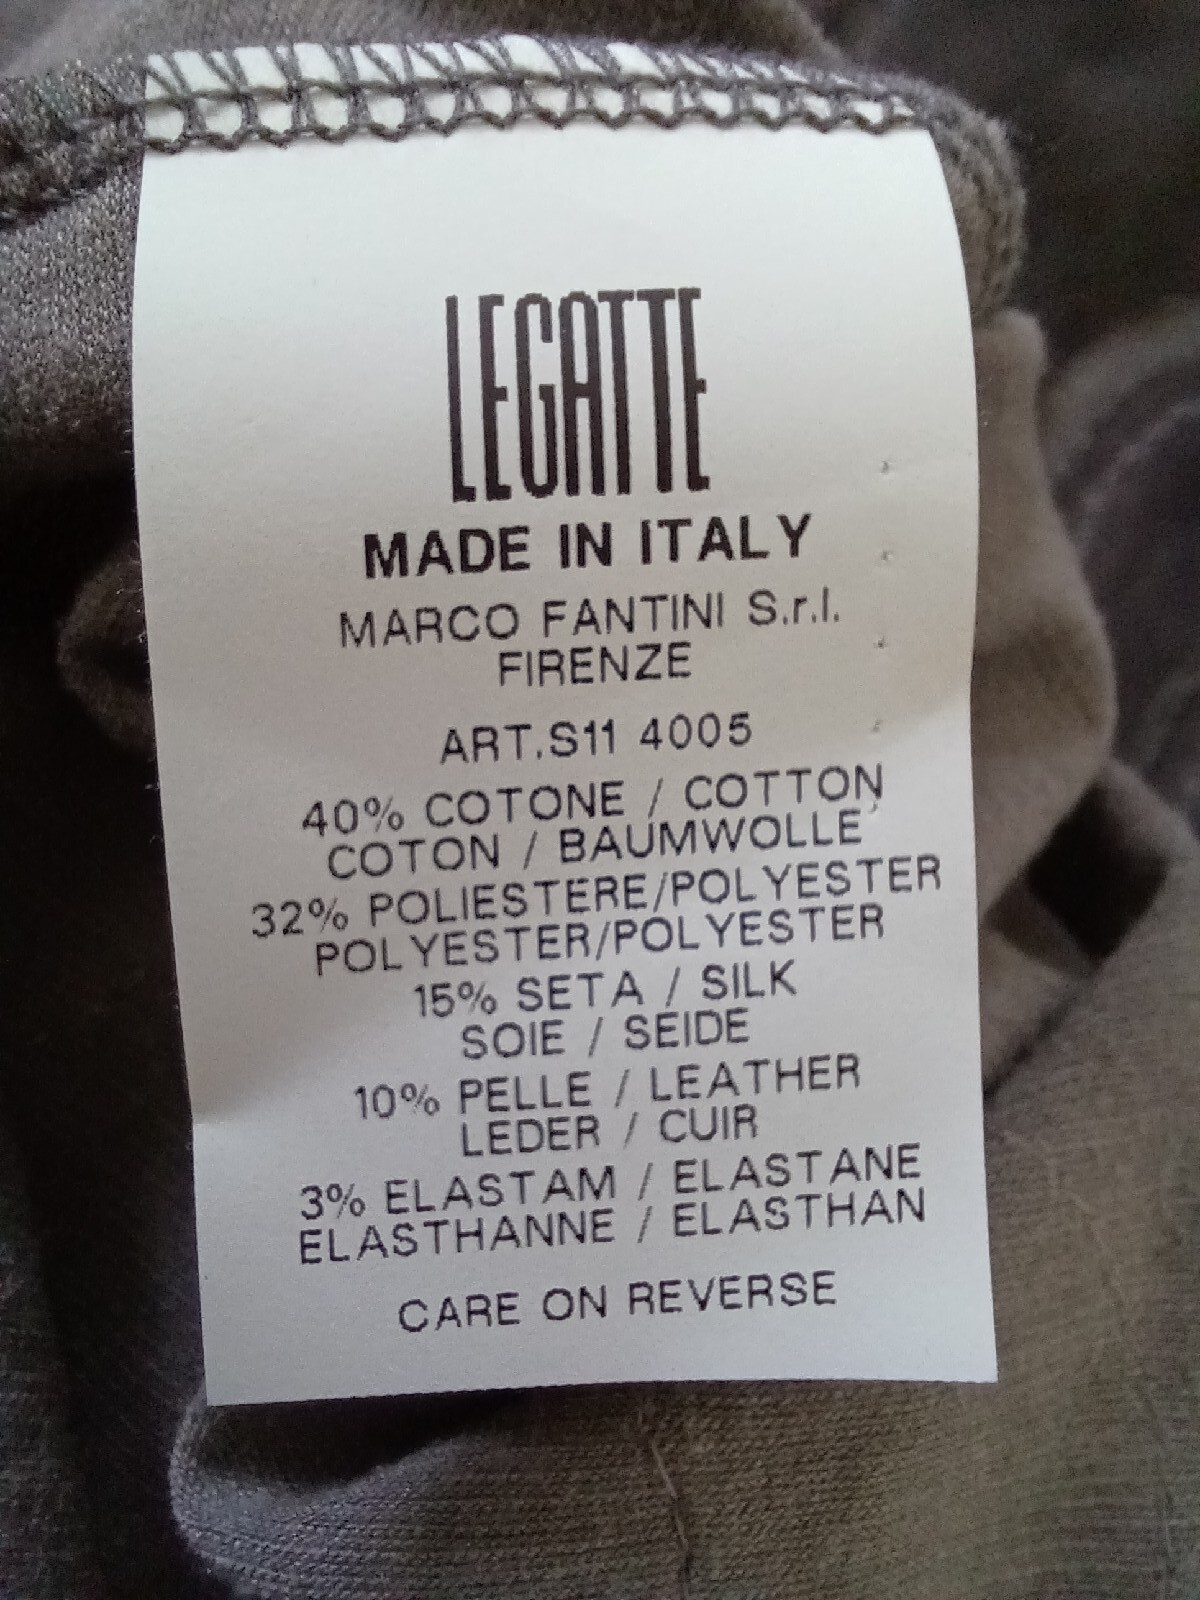 LEGATTE
MADE IN ITALY
MARCO FANTINI S.r.l.
FIRENZE
ART.S11 4005
40% COTONE / COTTON
COTON / BAUMWOLLE
32% POLIESTERE/POLYESTER
POLYESTER/POLYESTER
15% SETA / SILK
SOIE / SEIDE
10% PELLE / LEATHER
LEDER / CUIR
3% ELASTAM / ELASTANE
ELASTHANNE / ELASTHAN
CARE ON REVERSE